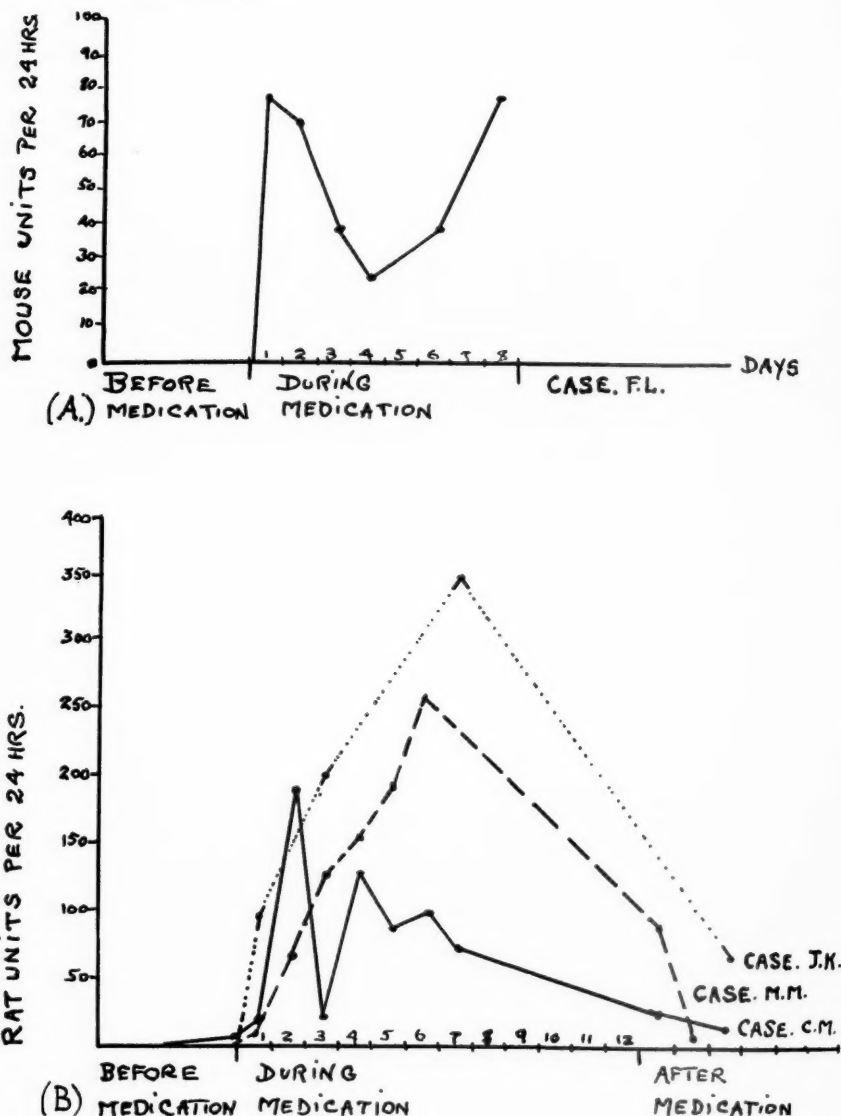 MOUSE UNITS PER 24 HRS
100
90
80
70
60
50
40
30
20
10
0
1 2 3 4 5 6 7 8
DAYS
BEFORE MEDICATION
DURING MEDICATION
CASE. F.L.
(A.)
RAT UNITS PER 24 HRS.
400
350
300
250
200
150
100
50
CASE. J.K.
CASE. M.M.
CASE. C.M.
1 2 3 4 5 6 7 8 9 10 11 12
BEFORE MEDICATION
DURING MEDICATION
AFTER MEDICATION
(B)